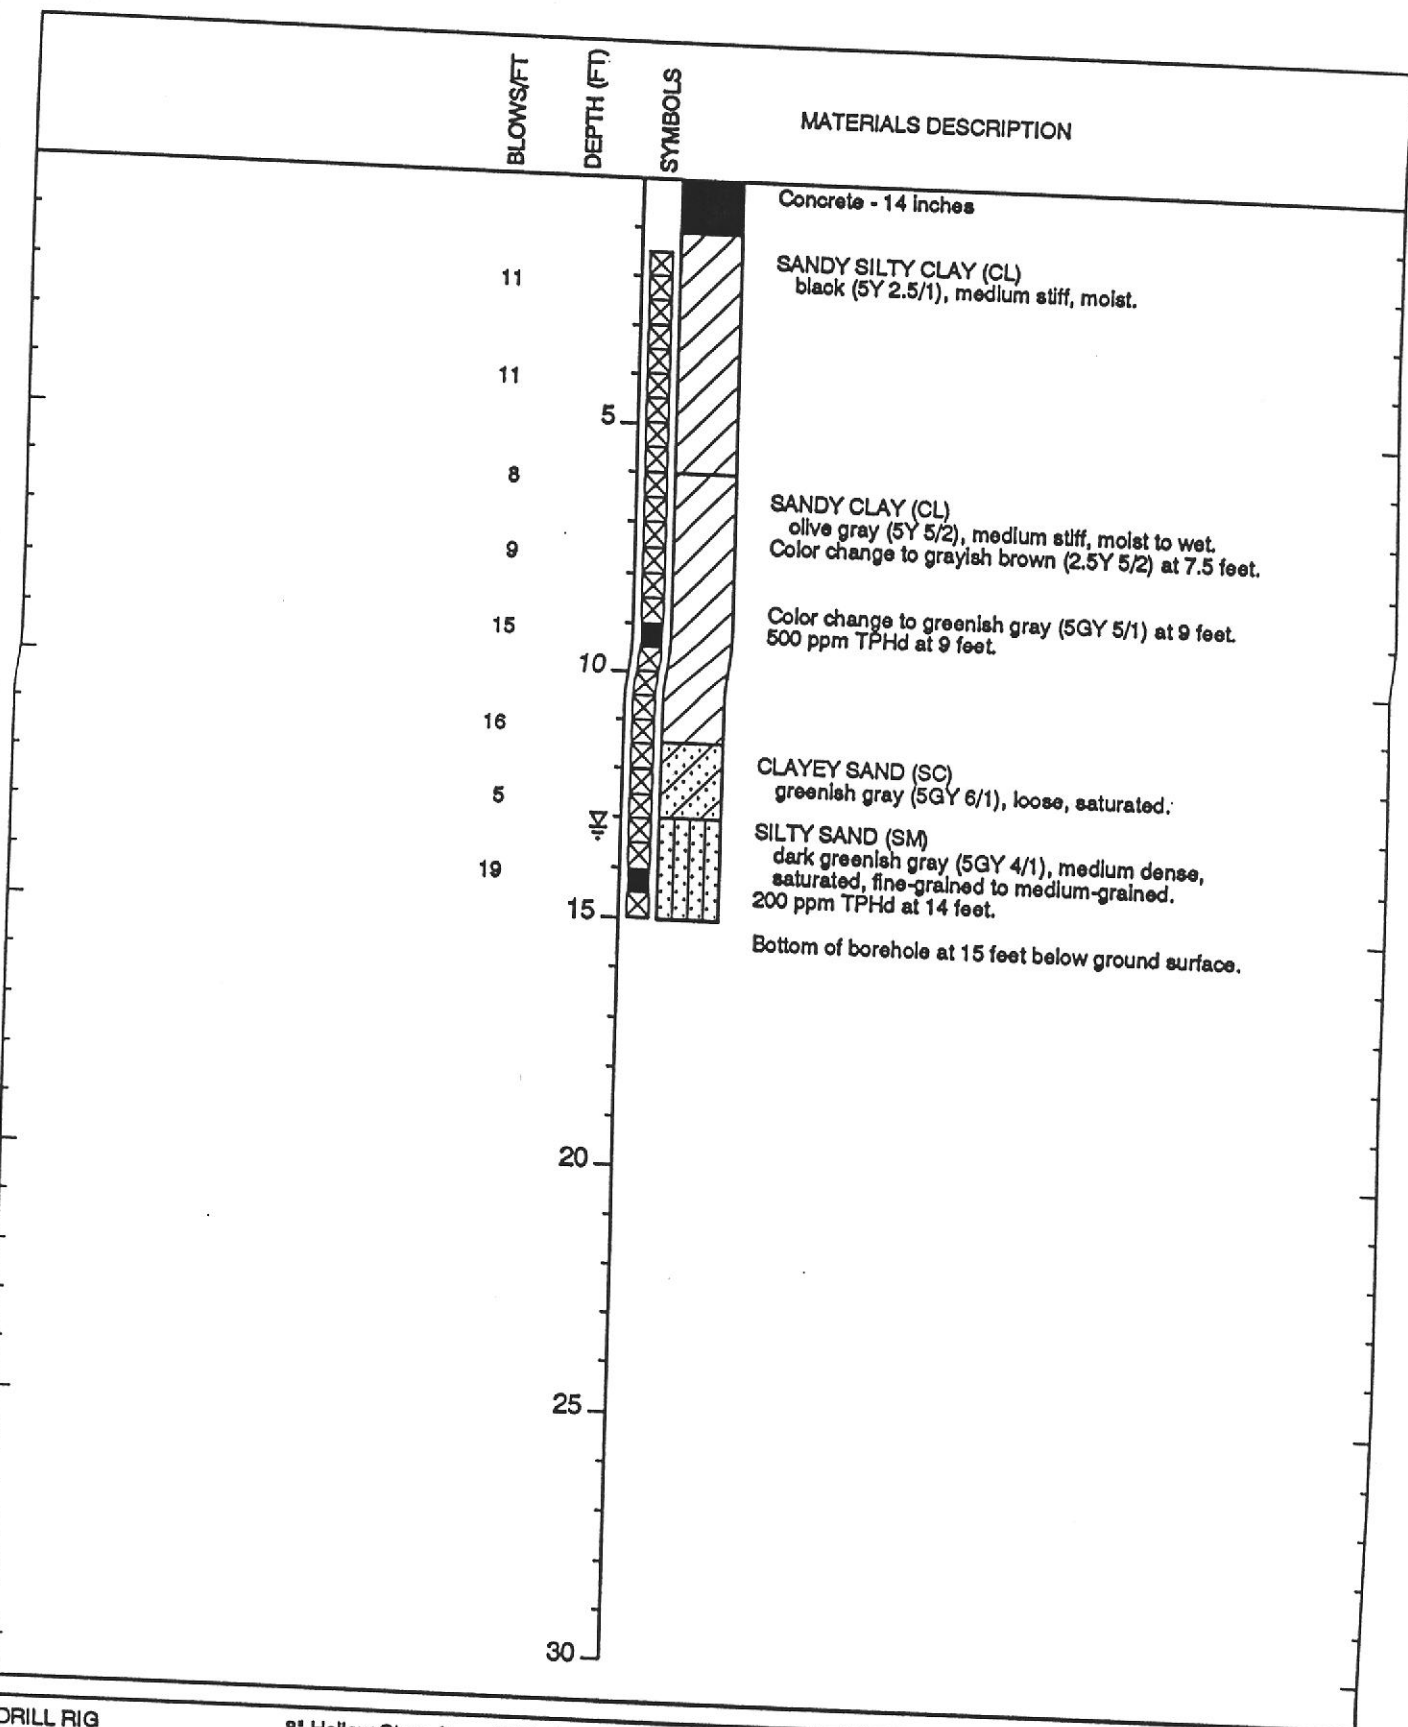 BLOWS/FT
DEPTH (FT)
SYMBOLS
MATERIALS DESCRIPTION
Concrete - 14 inches
11
SANDY SILTY CLAY (CL)
black (5Y 2.5/1), medium stiff, moist.
11
5
8
SANDY CLAY (CL)
olive gray (5Y 5/2), medium stiff, moist to wet.
9
Color change to grayish brown (2.5Y 5/2) at 7.5 feet.
15
Color change to greenish gray (5GY 5/1) at 9 feet.
500 ppm TPHd at 9 feet.
10
16
CLAYEY SAND (SC)
5
greenish gray (5GY 6/1), loose, saturated.
SILTY SAND (SM)
dark greenish gray (5GY 4/1), medium dense,
19
saturated, fine-grained to medium-grained.
200 ppm TPHd at 14 feet.
15
Bottom of borehole at 15 feet below ground surface.
20
25
30
DRILL RIG
8" Hollow